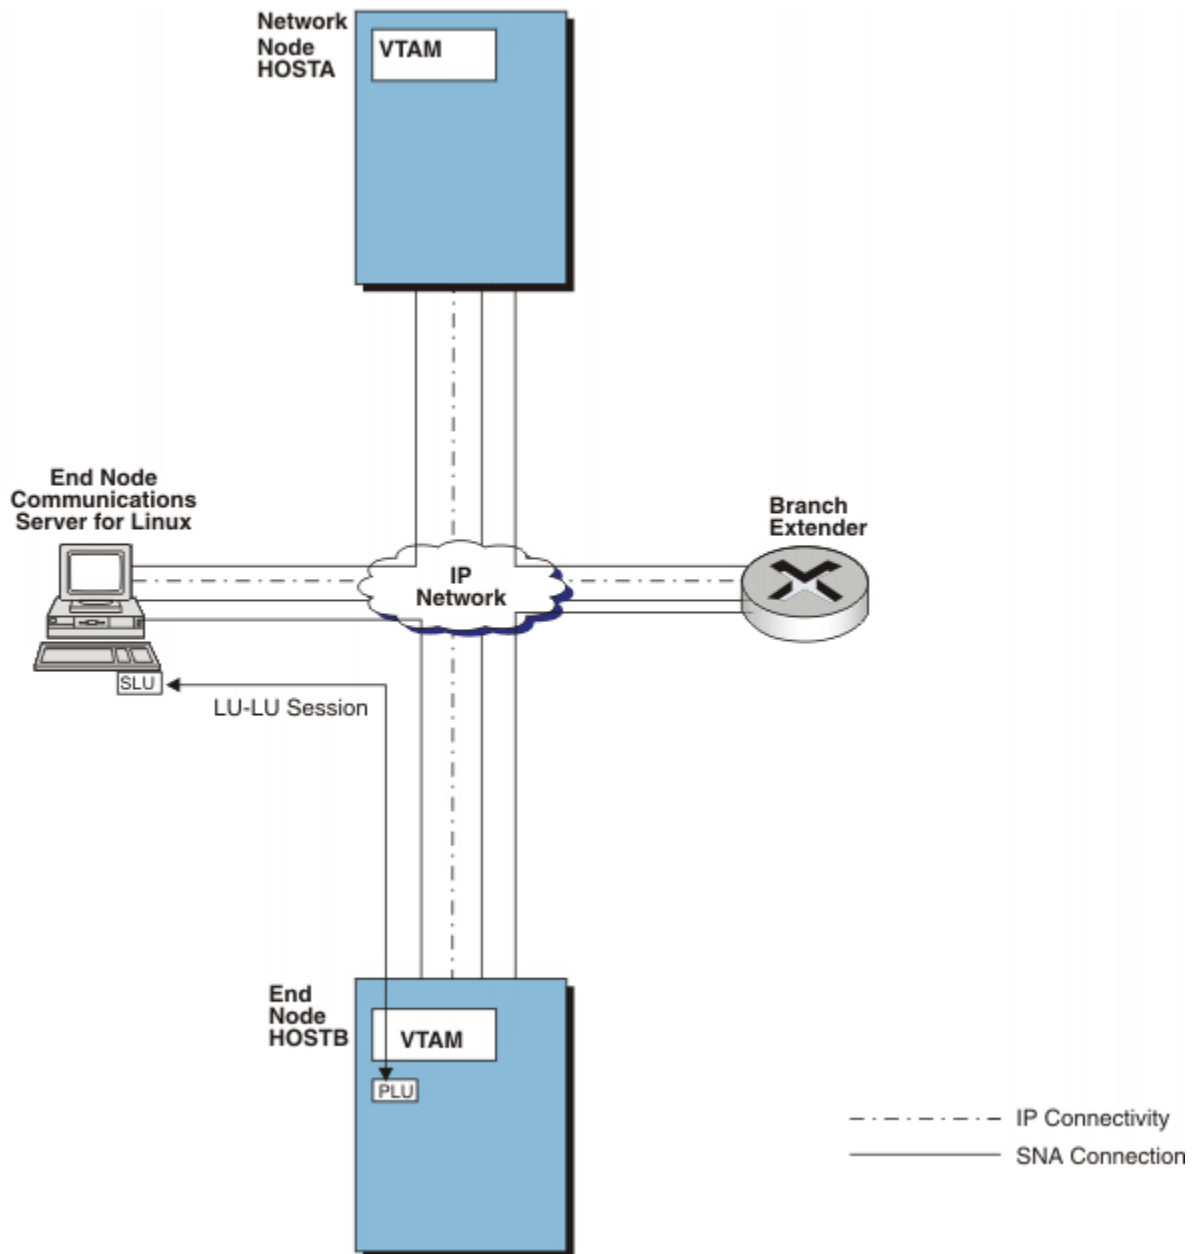 Network
Node
HOSTA
VTAM
End Node
Communications
Server for Linux
IP
Network
Branch
Extender
SLU
LU-LU Session
End
Node
HOSTB
VTAM
PLU
IP Connectivity
SNA Connection